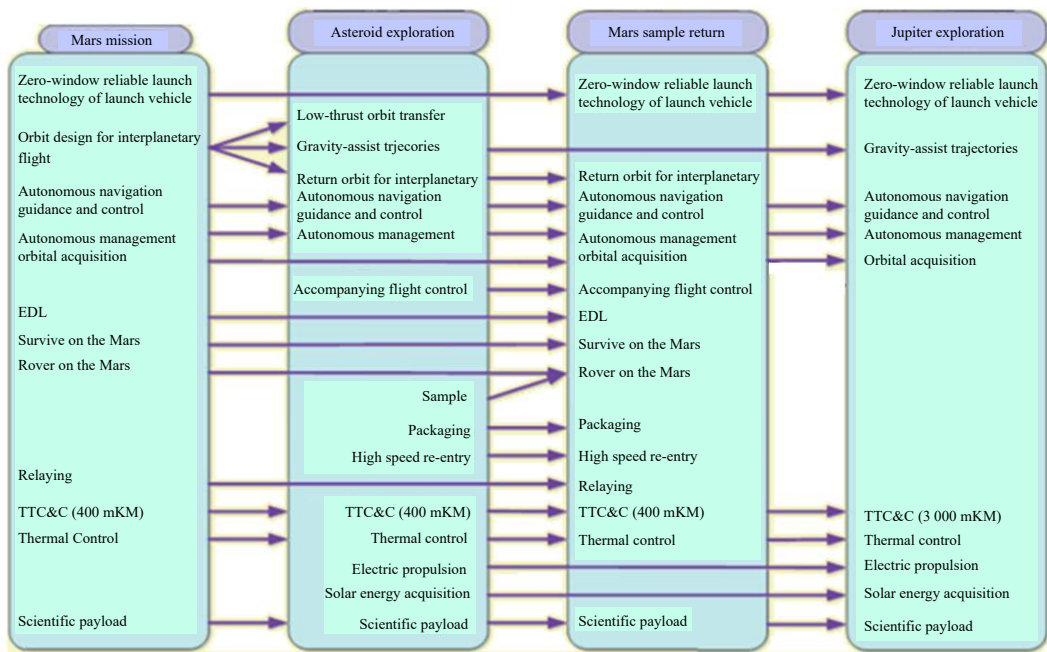 Mars mission
Zero-window reliable launch
technology of launch vehicle
Orbit design for interplanetary
flight
Autonomous navigation
guidance and control
Autonomous management
orbital acquisition
EDL
Survive on the Mars
Rover on the Mars
Relaying
TTC&C (400 mKM)
Thermal Control
Scientific payload
Asteroid exploration
Low-thrust orbit transfer
Gravity-assist trjecories
Return orbit for interplanetary
Autonomous navigation
guidance and control
Autonomous management
Accompanying flight control
Sample
Packaging
High speed re-entry
TTC&C (400 mKM)
Thermal control
Electric propulsion
Solar energy acquisition
Scientific payload
Mars sample return
Zero-window reliable launch
technology of launch vehicle
Return orbit for interplanetary
Autonomous navigation
guidance and control
Autonomous management
orbital acquisition
Accompanying flight control
EDL
Survive on the Mars
Rover on the Mars
Packaging
High speed re-entry
Relaying
TTC&C (400 mKM)
Thermal control
Scientific payload
Jupiter exploration
Zero-window reliable launch
technology of launch vehicle
Gravity-assist trajectories
Autonomous navigation
guidance and control
Autonomous management
Orbital acquisition
TTC&C (3 000 mKM)
Thermal control
Electric propulsion
Solar energy acquisition
Scientific payload